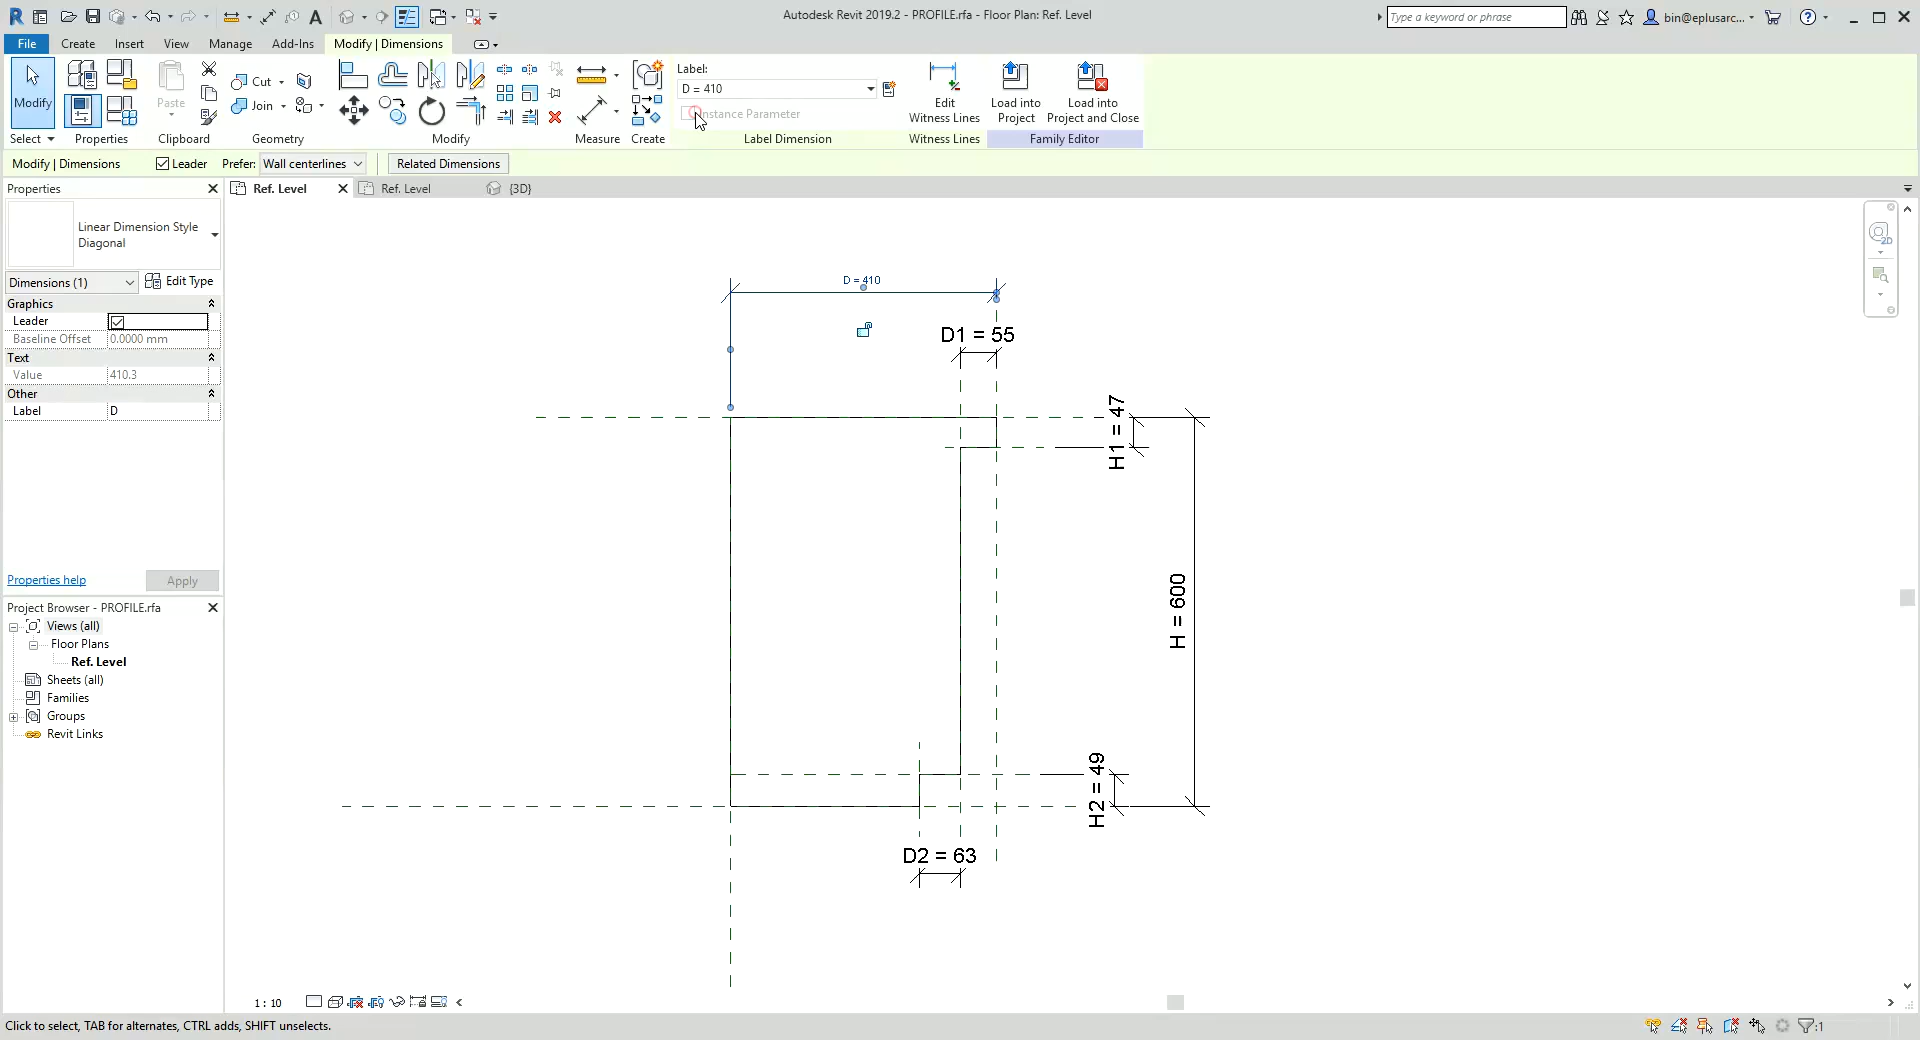 Autodesk Revit 2019.2 - PROFILE.rfa - Floor Plan: Ref. Level
Type a keyword or phrase
bin@eplusarc...
File
Create
Insert
View
Manage
Add-Ins
Modify | Dimensions
Modify
Paste
Cut
Join
Label:
D = 410
Instance Parameter
Edit
Witness Lines
Load into
Project
Load into
Project and Close
Select
Properties
Clipboard
Geometry
Modify
Measure
Create
Label Dimension
Witness Lines
Family Editor
Modify | Dimensions
Leader
Prefer:
Wall centerlines
Related Dimensions
Properties
Ref. Level
Ref. Level
{3D}
Linear Dimension Style
Diagonal
Dimensions (1)
Edit Type
Graphics
Leader
Baseline Offset 0.0000 mm
Text
Value 410.3
Other
Label D
Properties help
Apply
Project Browser - PROFILE.rfa
Views (all)
Floor Plans
Ref. Level
Sheets (all)
Families
Groups
Revit Links
D = 410
D1 = 55
H1 = 47
H = 600
H2 = 49
D2 = 63
2D
1 : 10
Click to select, TAB for alternates, CTRL adds, SHIFT unselects.
:1